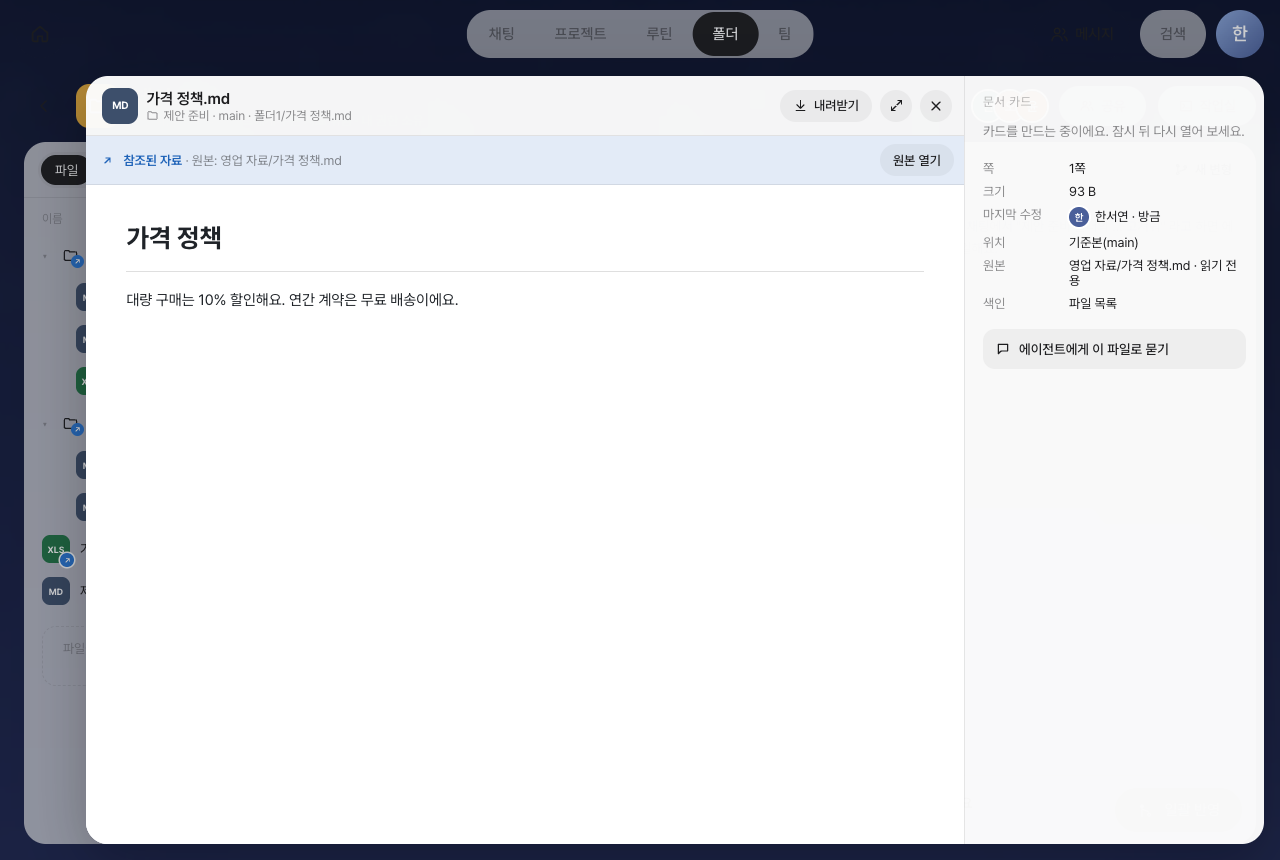 채팅
프로젝트
루틴
폴더
팀
메시지
검색
한
MD
가격 정책.md
제안 준비 · main · 폴더1/가격 정책.md
내려받기
참조된 자료 · 원본: 영업 자료/가격 정책.md
원본 열기
가격 정책
대량 구매는 10% 할인해요. 연간 계약은 무료 배송이에요.
문서 카드
카드를 만드는 중이에요. 잠시 뒤 다시 열어 보세요.
쪽 1쪽
크기 93 B
마지막 수정 한 한서연 · 방금
위치 기준본(main)
원본 영업 자료/가격 정책.md · 읽기 전
용
색인 파일 목록
에이전트에게 이 파일로 묻기
파일
이름
XLS
MD
파일